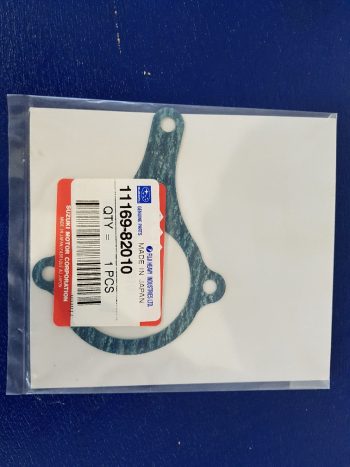 GENUINE PARTS
FUJI HEAVY INDUSTRIES LTD.
MADE IN JAPAN
11169-82010
QTY = 1 PCS
SUZUKI MOTOR CORPORATION